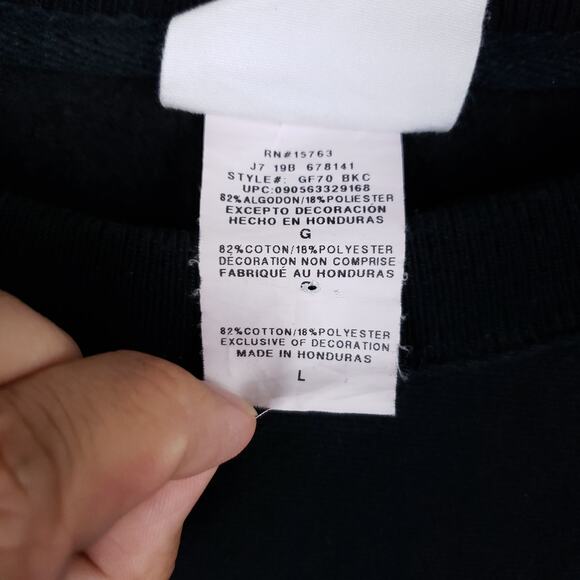 RN#15763
J7 19B 678141
STYLE#: GF70 BKC
UPC:090563329168
82%ALGODON/18%POLIESTER
EXCEPTO DECORACIÓN
HECHO EN HONDURAS
G
82%COTON/18%POLYESTER
DÉCORATION NON COMPRISE
FABRIQUÉ AU HONDURAS
82%COTTON/18%POLYESTER
EXCLUSIVE OF DECORATION
MADE IN HONDURAS
L